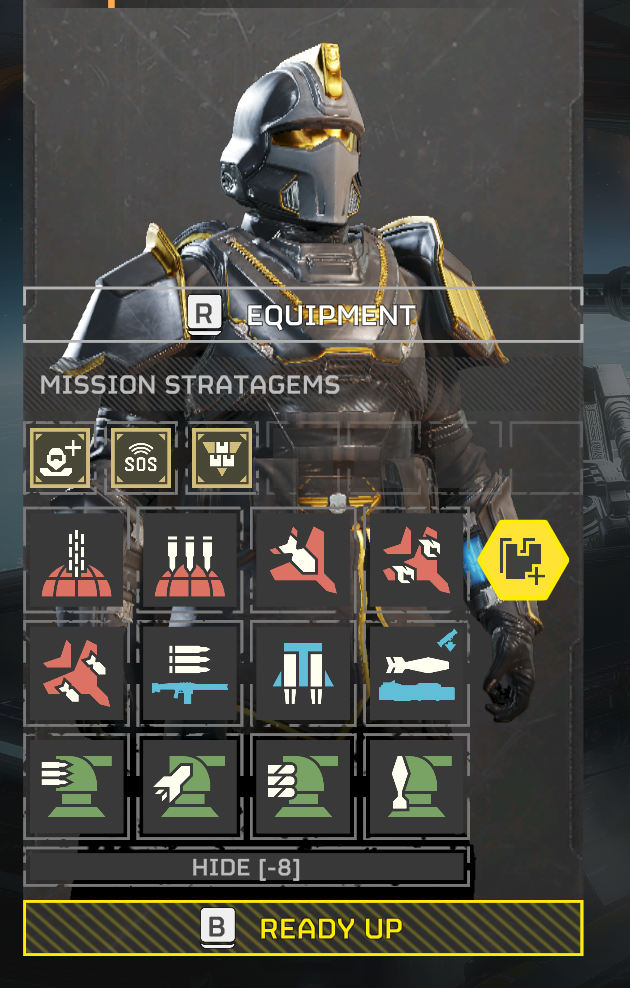 R EQUIPMENT
MISSION STRATAGEMS
SOS
HIDE [-8]
B READY UP